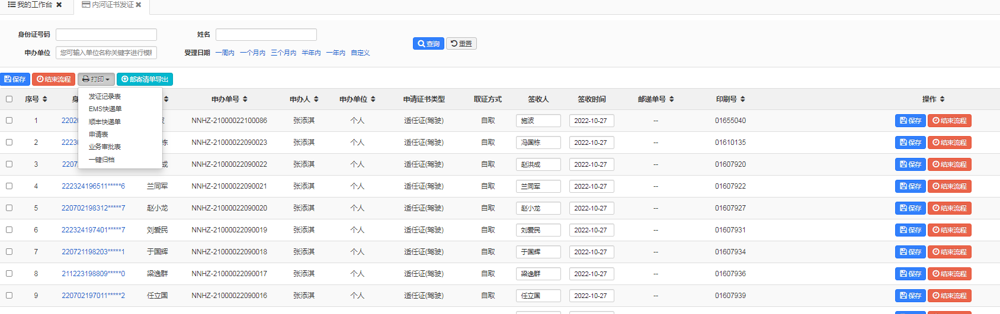 我的工作台 ✖ 内河证书发证 ✖
身份证号码 姓名
查询 重置
申办单位 您可输入单位名称关键字进行模 受理日期 一周内 一个月内 三个月内 半年内 一年内 自定义
保存 结束流程 打印 邮寄清单导出
序号 申办单号 申办人 申办单位 申请证书类型 取证方式 签收人 签收时间 邮递单号 印刷号 操作
发证记录表
EMS快递单
顺丰快递单
申请表
业务审批表
一键归档
1 2202 NNHZ-21000022100086 张添淇 个人 适任证(驾驶) 自取 施波 2022-10-27 -- 01655040 保存 结束流程
2 2223 栋 NNHZ-21000022090023 张添淇 个人 适任证(驾驶) 自取 冯国栋 2022-10-27 -- 01610135 保存 结束流程
3 2207 成 NNHZ-21000022090022 张添淇 个人 适任证(驾驶) 自取 赵洪成 2022-10-27 -- 01607920 保存 结束流程
4 222324196511*****6 兰同军 NNHZ-21000022090021 张添淇 个人 适任证(驾驶) 自取 兰同军 2022-10-27 -- 01607922 保存 结束流程
5 220702198312*****7 赵小龙 NNHZ-21000022090020 张添淇 个人 适任证(驾驶) 自取 赵小龙 2022-10-27 -- 01607927 保存 结束流程
6 222324197401*****7 刘爱民 NNHZ-21000022090019 张添淇 个人 适任证(驾驶) 自取 刘爱民 2022-10-27 -- 01607931 保存 结束流程
7 220721198203*****1 于国辉 NNHZ-21000022090018 张添淇 个人 适任证(驾驶) 自取 于国辉 2022-10-27 -- 01607934 保存 结束流程
8 211223198809*****0 梁逸群 NNHZ-21000022090017 张添淇 个人 适任证(驾驶) 自取 梁逸群 2022-10-27 -- 01607936 保存 结束流程
9 220702197011*****2 任立国 NNHZ-21000022090016 张添淇 个人 适任证(驾驶) 自取 任立国 2022-10-27 -- 01607939 保存 结束流程